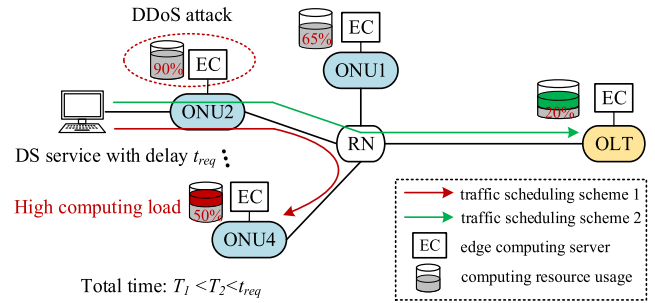 DDoS attack
65%
EC
90%
EC
ONU1
ONU2
20%
EC
RN
OLT
DS service with delay t_req
High computing load
50%
EC
ONU4
Total time: T_1 <T_2<t_req
traffic scheduling scheme 1
traffic scheduling scheme 2
EC
edge computing server
computing resource usage